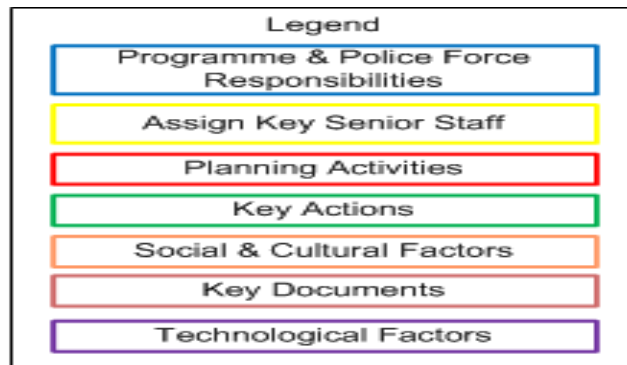 Legend
Programme & Police Force
Responsibilities
Assign Key Senior Staff
Planning Activities
Key Actions
Social & Cultural Factors
Key Documents
Technological Factors